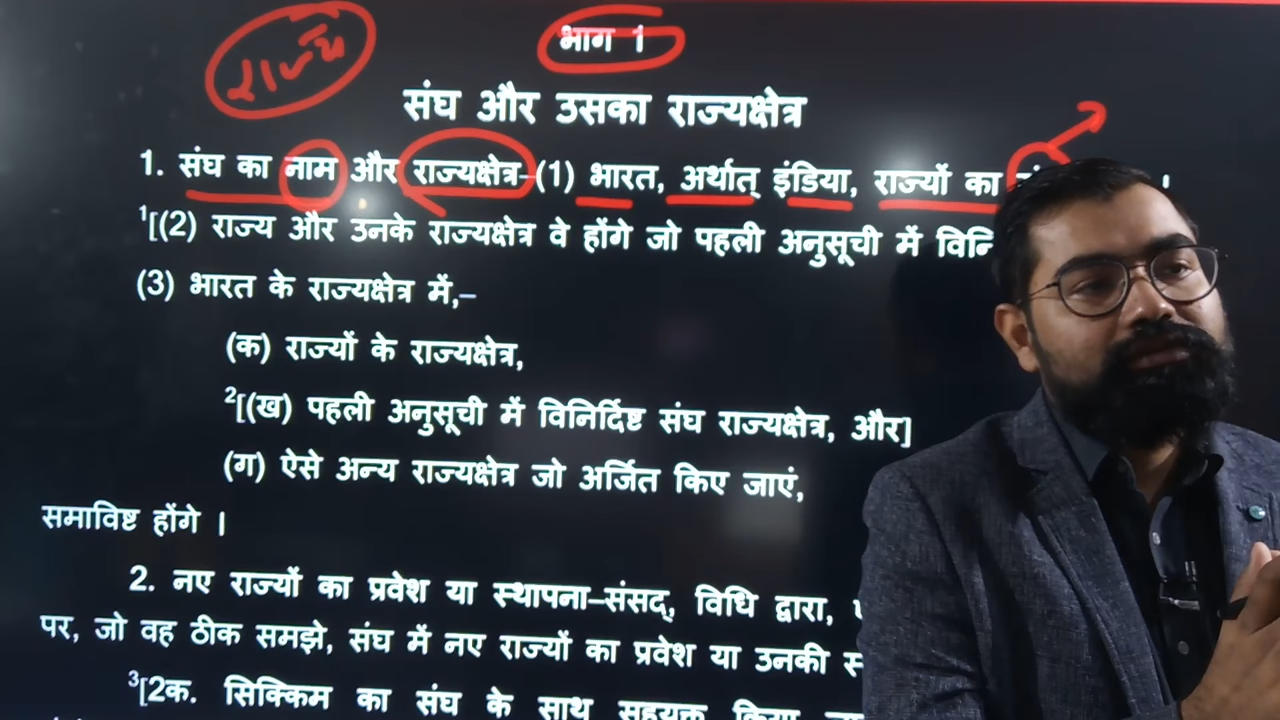 राज्य
भाग 1
संघ और उसका राज्यक्षेत्र
1. संघ का नाम और राज्यक्षेत्र–(1) भारत, अर्थात् इंडिया, राज्यों का
¹[(2) राज्य और उनके राज्यक्षेत्र वे होंगे जो पहली अनुसूची में
(3) भारत के राज्यक्षेत्र में,–
(क) राज्यों के राज्यक्षेत्र,
²[(ख) पहली अनुसूची में विनिर्दिष्ट संघ राज्यक्षेत्र, और]
(ग) ऐसे अन्य राज्यक्षेत्र जो अर्जित किए जाएं,
समाविष्ट होंगे ।
2. नए राज्यों का प्रवेश या स्थापना–संसद्, विधि द्वारा,
पर, जो वह ठीक समझे, संघ में नए राज्यों का प्रवेश या उनकी
³[2क. सिक्किम का संघ के साथ सहयुक्त किया